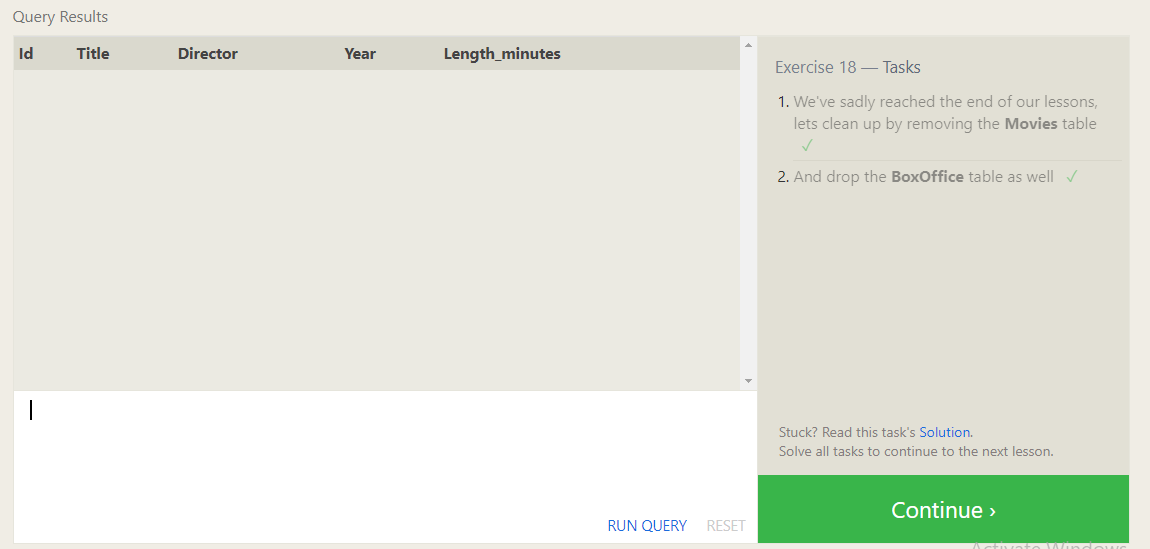 Query Results
Id Title Director Year Length_minutes
Exercise 18 — Tasks
1. We've sadly reached the end of our lessons,
lets clean up by removing the Movies table
✓
2. And drop the BoxOffice table as well ✓
Stuck? Read this task's Solution.
Solve all tasks to continue to the next lesson.
RUN QUERY RESET
Continue ›
Activate Windows